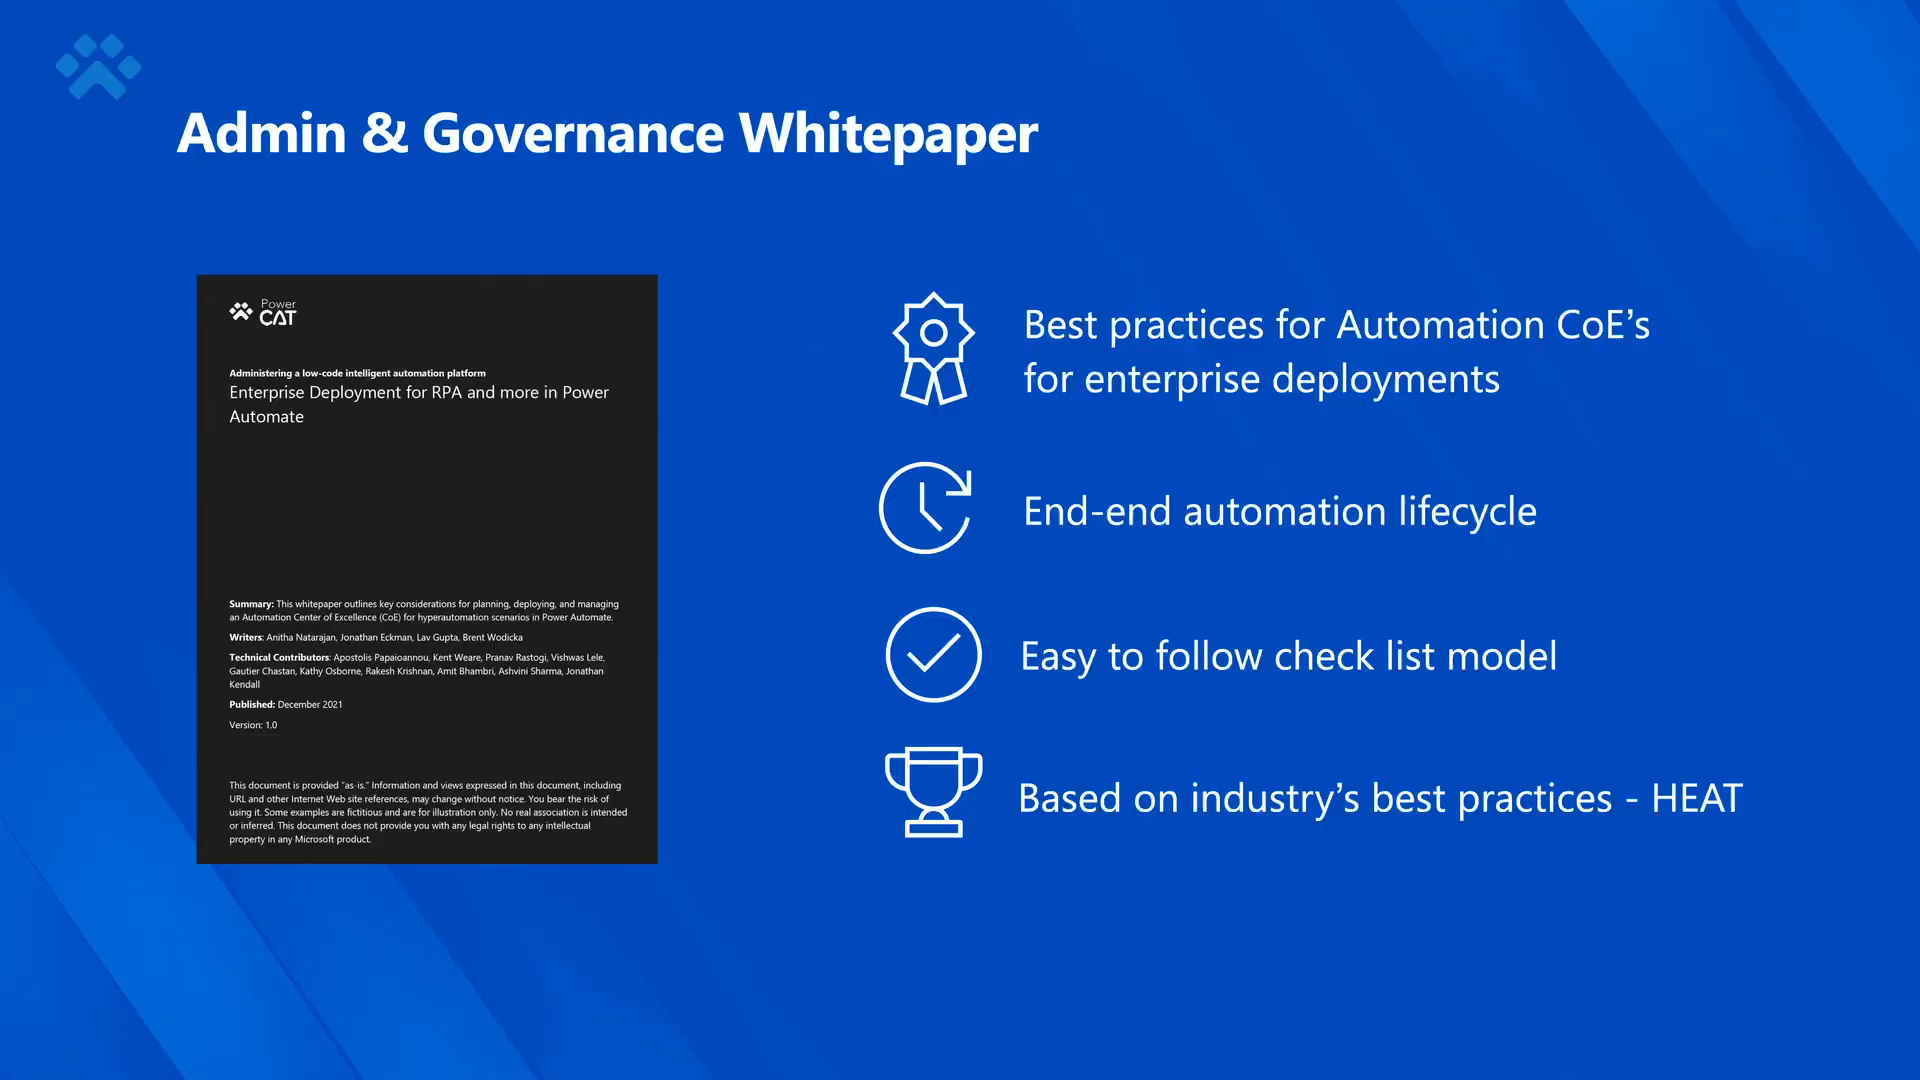 Admin & Governance Whitepaper
Power
CAT
Administering a low-code intelligent automation platform
Enterprise Deployment for RPA and more in Power
Automate
Summary: This whitepaper outlines key considerations for planning, deploying, and managing
an Automation Center of Excellence (CoE) for hyperautomation scenarios in Power Automate.
Writers: Anitha Natarajan, Jonathan Eckman, Lav Gupta, Brent Wodicka
Technical Contributors: Apostolis Papaioannou, Kent Weare, Pranav Rastogi, Vishwas Lele,
Gautier Chastan, Kathy Osborne, Rakesh Krishnan, Amit Bhambri, Ashvini Sharma, Jonathan
Kendall
Published: December 2021
Version: 1.0
This document is provided “as-is.” Information and views expressed in this document, including
URL and other Internet Web site references, may change without notice. You bear the risk of
using it. Some examples are fictitious and are for illustration only. No real association is intended
or inferred. This document does not provide you with any legal rights to any intellectual
property in any Microsoft product.
Best practices for Automation CoE’s
for enterprise deployments
End-end automation lifecycle
Easy to follow check list model
Based on industry’s best practices - HEAT